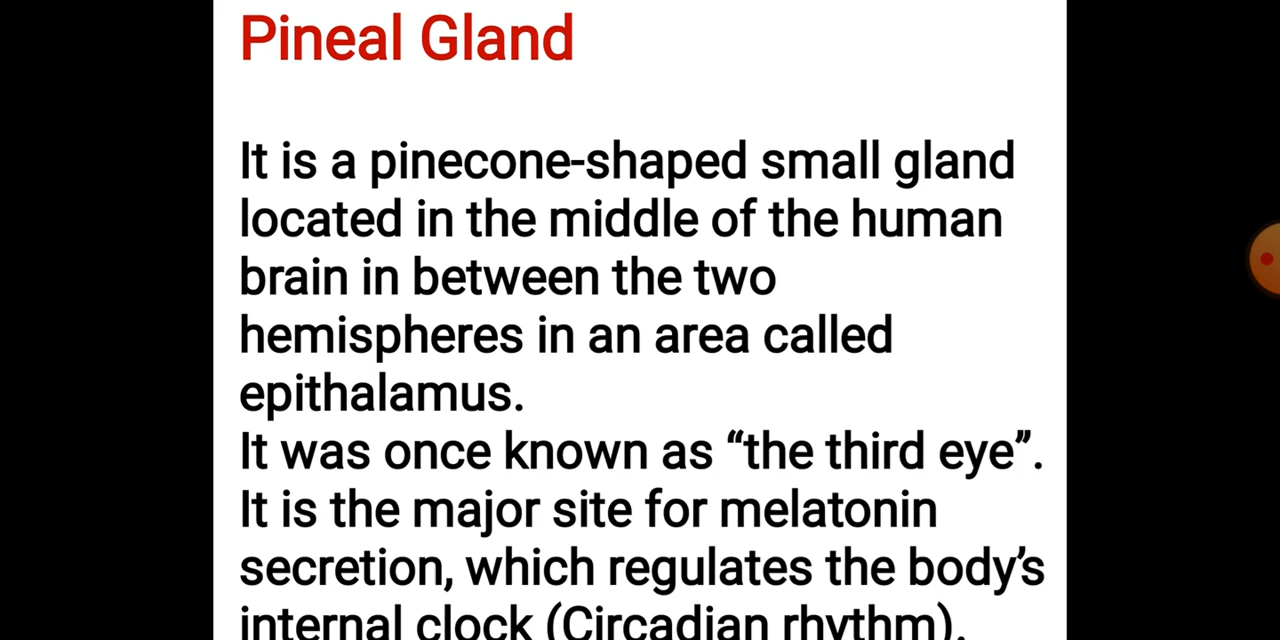 Pineal Gland
It is a pinecone-shaped small gland
located in the middle of the human
brain in between the two
hemispheres in an area called
epithalamus.
It was once known as “the third eye”.
It is the major site for melatonin
secretion, which regulates the body’s
internal clock (Circadian rhythm).